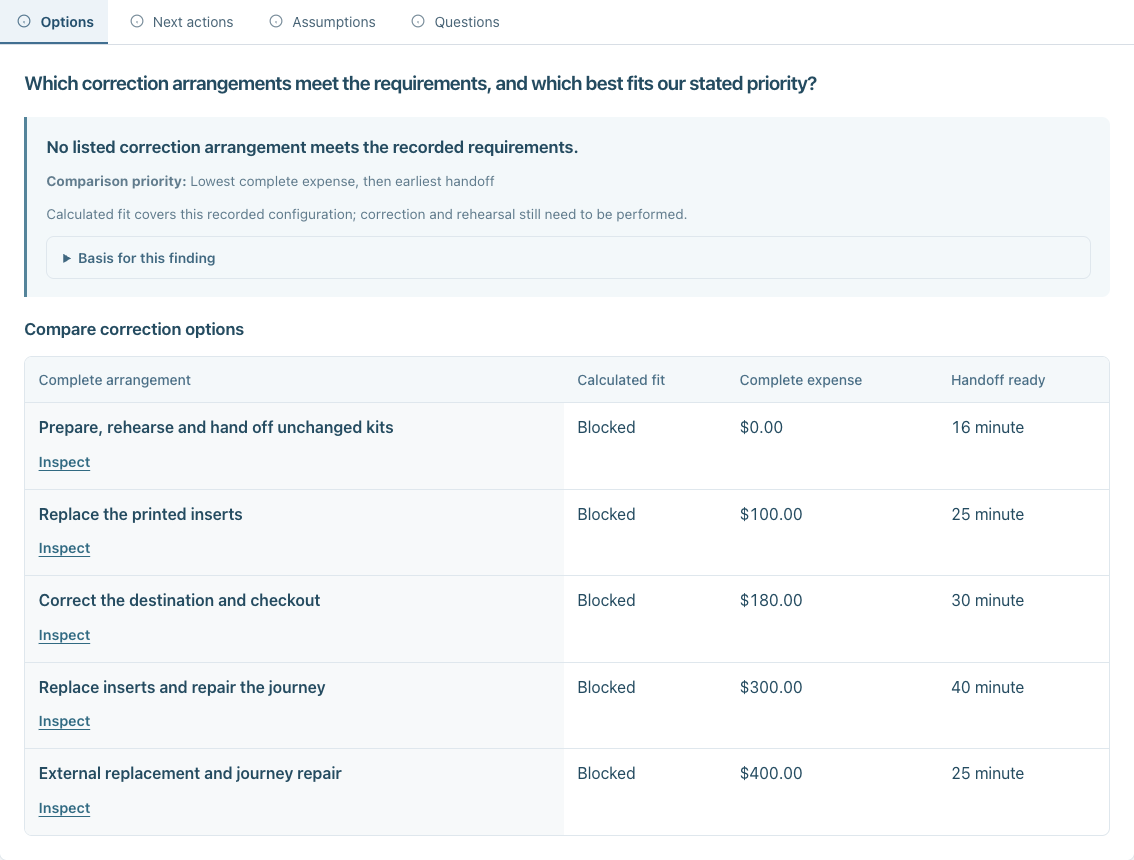 Options
Next actions
Assumptions
Questions
Which correction arrangements meet the requirements, and which best fits our stated priority?
No listed correction arrangement meets the recorded requirements.
Comparison priority: Lowest complete expense, then earliest handoff
Calculated fit covers this recorded configuration; correction and rehearsal still need to be performed.
Basis for this finding
Compare correction options
Complete arrangement Calculated fit Complete expense Handoff ready
Prepare, rehearse and hand off unchanged kits Blocked $0.00 16 minute
Inspect
Replace the printed inserts Blocked $100.00 25 minute
Inspect
Correct the destination and checkout Blocked $180.00 30 minute
Inspect
Replace inserts and repair the journey Blocked $300.00 40 minute
Inspect
External replacement and journey repair Blocked $400.00 25 minute
Inspect